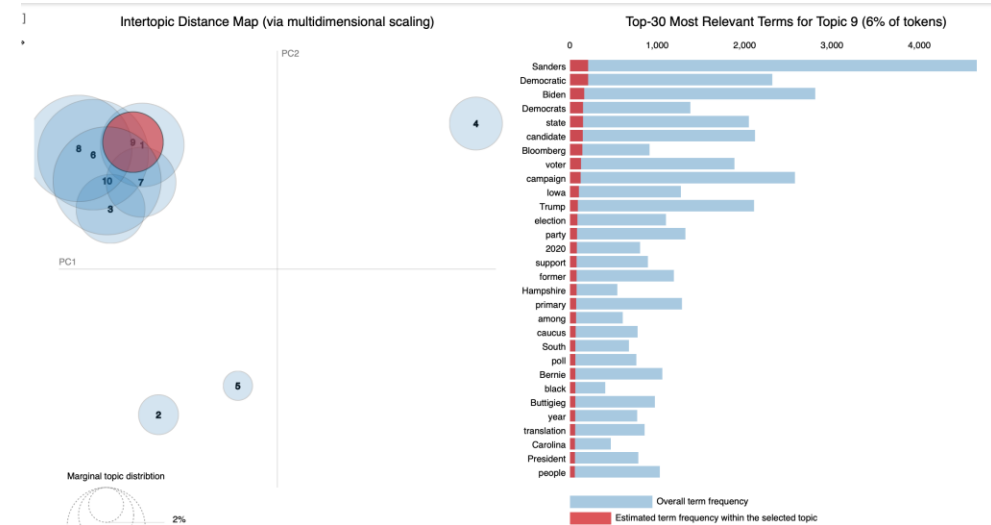 ]
Intertopic Distance Map (via multidimensional scaling)
PC2
PC1
8
6
9
1
10
7
3
4
5
2
Marginal topic distribtion
2%
Top-30 Most Relevant Terms for Topic 9 (6% of tokens)
0 1,000 2,000 3,000 4,000
Sanders
Democratic
Biden
Democrats
state
candidate
Bloomberg
voter
campaign
Iowa
Trump
election
party
2020
support
former
Hampshire
primary
among
caucus
South
poll
Bernie
black
Buttigieg
year
translation
Carolina
President
people
Overall term frequency
Estimated term frequency within the selected topic